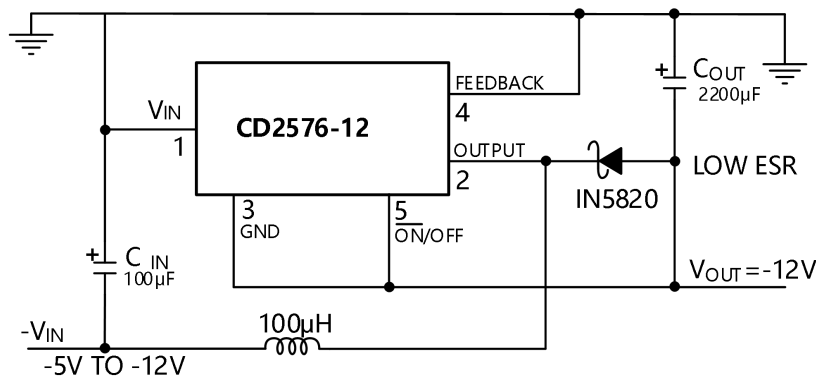 FEEDBACK
4
+
COUT
2200µF
VIN
1
CD2576-12
OUTPUT
2
LOW ESR
IN5820
3
GND
5
ON/OFF
+
C IN
100µF
VOUT=-12V
100µH
-VIN
-5V TO -12V